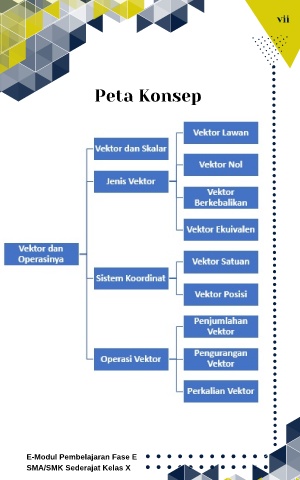 vii
Peta Konsep
Vektor dan
Operasinya
Vektor dan Skalar
Jenis Vektor
Vektor Lawan
Vektor Nol
Vektor
Berkebalikan
Vektor Ekuivalen
Sistem Koordinat
Vektor Satuan
Vektor Posisi
Operasi Vektor
Penjumlahan
Vektor
Pengurangan
Vektor
Perkalian Vektor
E-Modul Pembelajaran Fase E
SMA/SMK Sederajat Kelas X